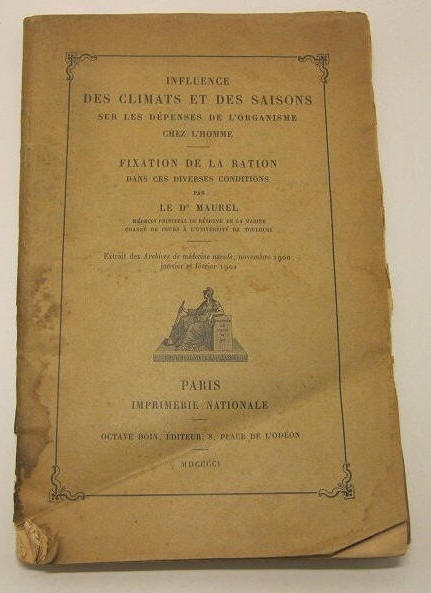 INFLUENCE
DES CLIMATS ET DES SAISONS
SUR LES DÉPENSES DE L'ORGANISME
CHEZ L'HOMME
FIXATION DE LA RATION
DANS CES DIVERSES CONDITIONS
PAR
LE Dr MAUREL
MÉDECIN PRINCIPAL DE RÉSERVE DE LA MARINE
CHARGÉ DE COURS À L'UNIVERSITÉ DE TOULOUSE
Extrait des Archives de médecine navale, novembre 1900
janvier et février 1901
PARIS
IMPRIMERIE NATIONALE
OCTAVE DOIN, ÉDITEUR, 8, PLACE DE L'ODÉON
MDCCCCI